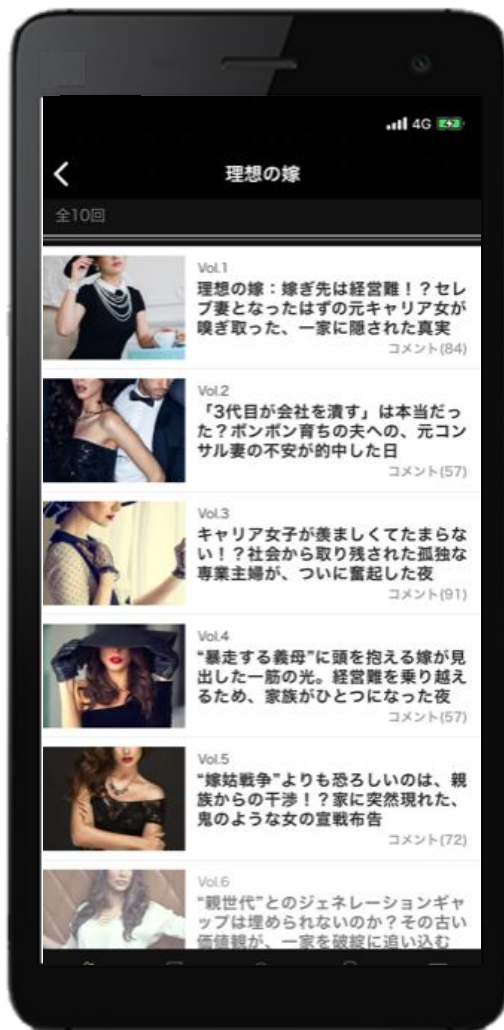 4G
理想の嫁
全10回
Vol.1
理想の嫁：嫁ぎ先は経営難！？セレ
ブ妻となったはずの元キャリア女が
嗅ぎ取った、一家に隠された真実
コメント(84)
Vol.2
「3代目が会社を潰す」は本当だっ
た？ボンボン育ちの夫への、元コン
サル妻の不安が的中した日
コメント(57)
Vol.3
キャリア女子が羨ましくてたまらな
い！？社会から取り残された孤独な
専業主婦が、ついに奮起した夜
コメント(91)
Vol.4
“暴走する義母”に頭を抱える嫁が見
出した一筋の光。経営難を乗り越え
るため、家族がひとつになった夜
コメント(57)
Vol.5
“嫁姑戦争”よりも恐ろしいのは、親
族からの干渉！？家に突然現れた、
鬼のような女の宣戦布告
コメント(72)
Vol.6
“親世代”とのジェネレーションギャ
ップは埋められないのか？その古い
価値観が、一家を破綻に追い込む